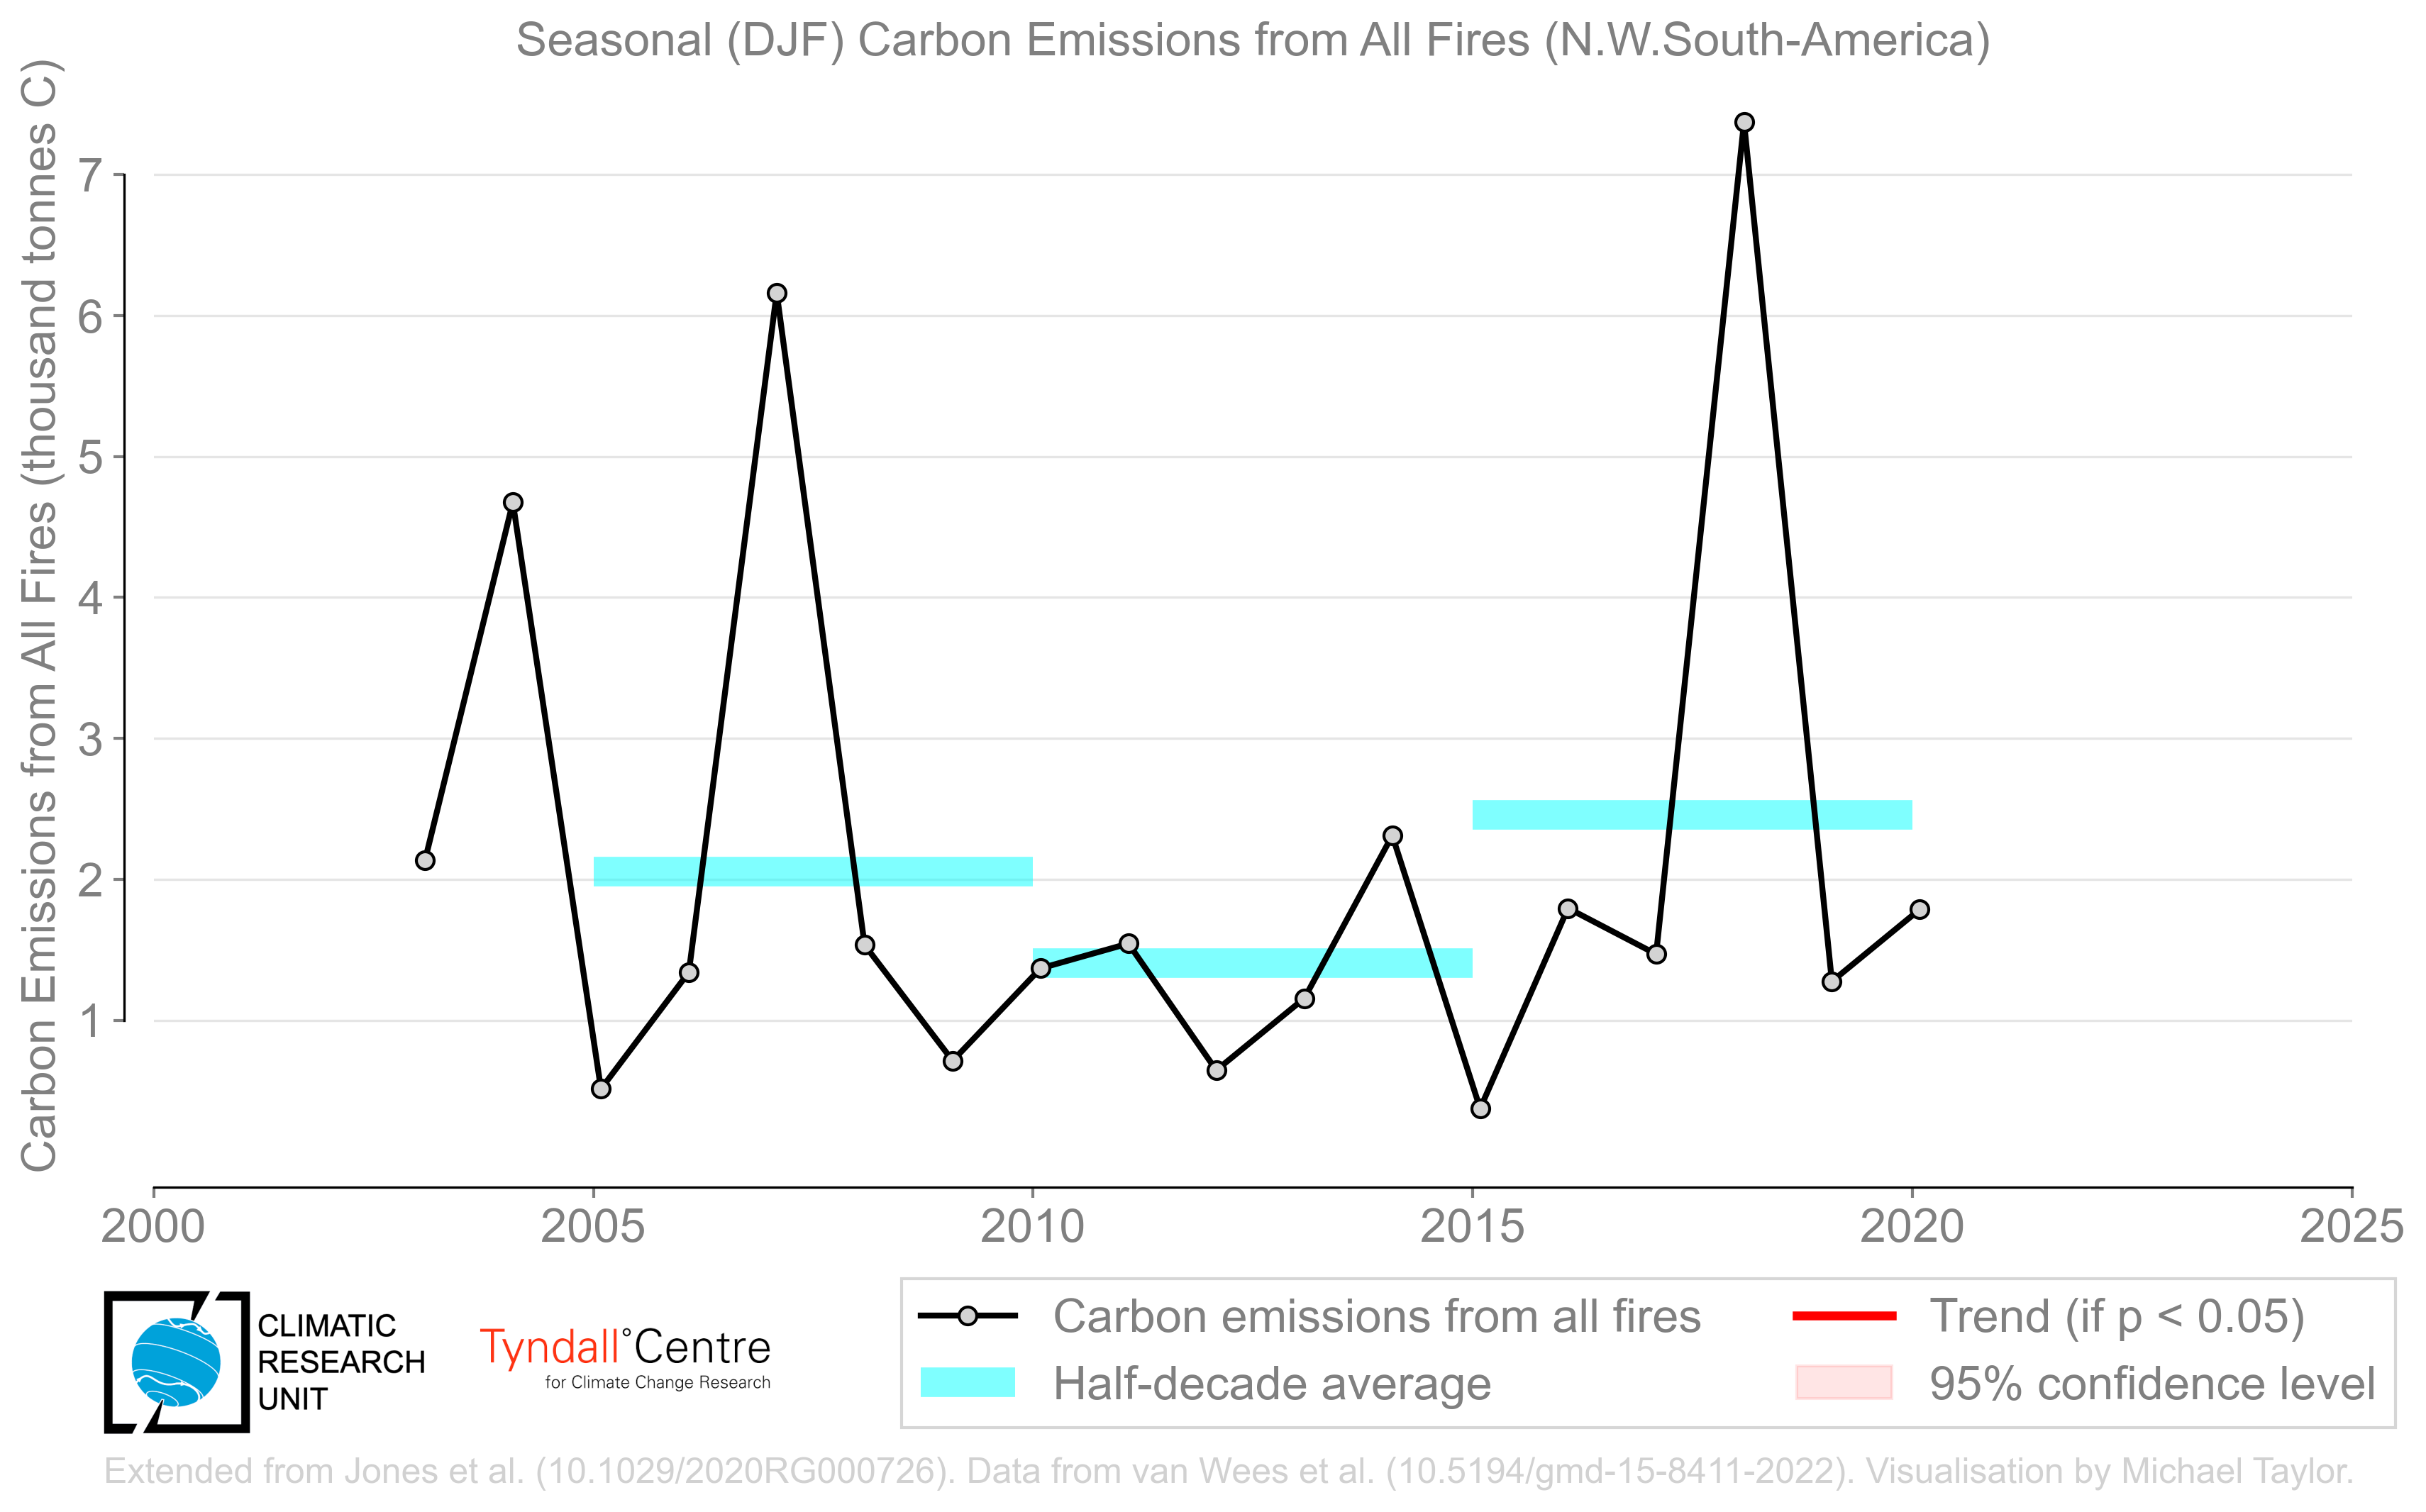 Seasonal (DJF) Carbon Emissions from All Fires (N.W.South-America)
Carbon Emissions from All Fires (thousand tonnes C)
7
6
5
4
3
2
1
2000 2005 2010 2015 2020 2025
CLIMATIC
RESEARCH
UNIT
Tyndall°Centre
for Climate Change Research
Carbon emissions from all fires
Half-decade average
Trend (if p < 0.05)
95% confidence level
Extended from Jones et al. (10.1029/2020RG000726). Data from van Wees et al. (10.5194/gmd-15-8411-2022). Visualisation by Michael Taylor.